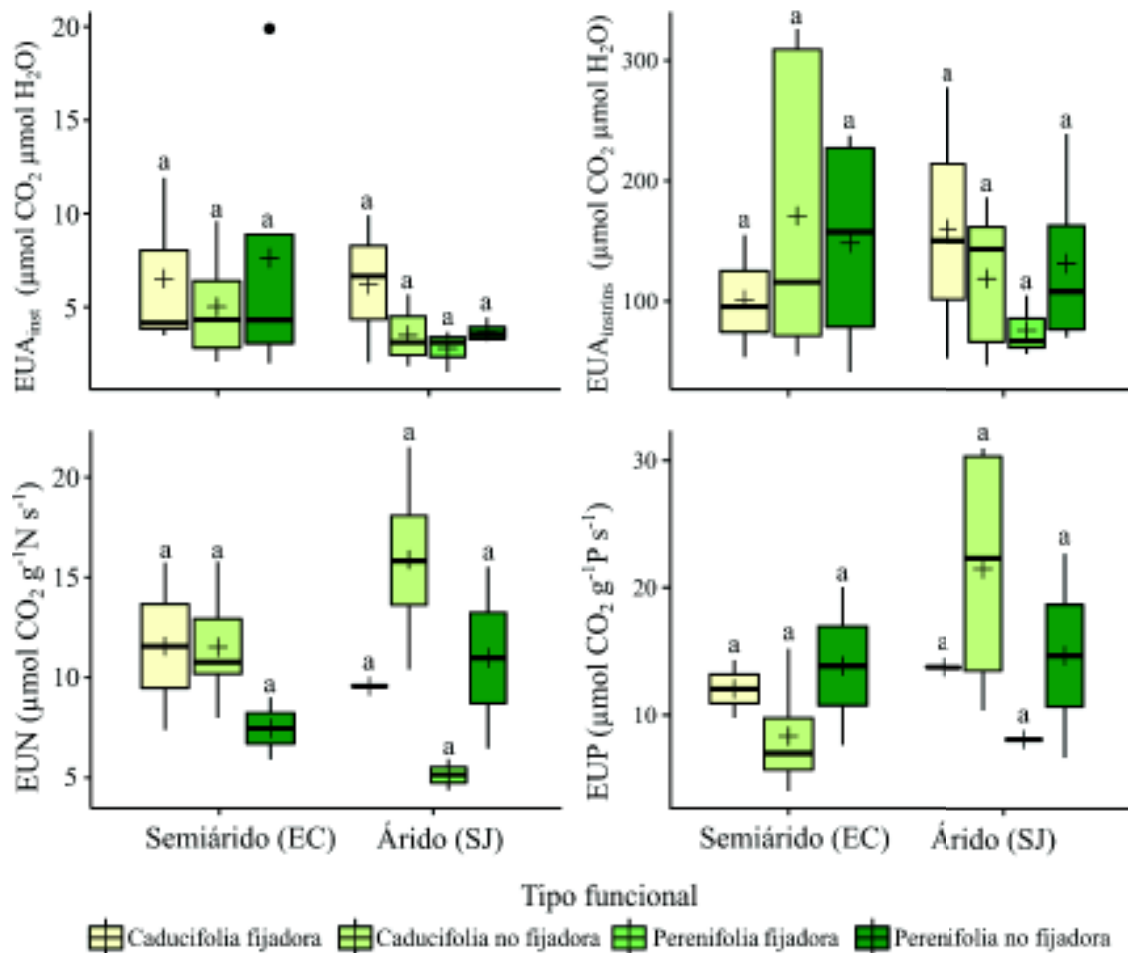 EUA_inst (µmol CO₂ µmol H₂O)
20
15
10
5
a a a a a a a
EUA_instrins (µmol CO₂ µmol H₂O)
300
200
100
a a a a a a a
EUN (µmol CO₂ g⁻¹N s⁻¹)
20
15
10
5
a a a a a a a
Semiárido (EC) Árido (SJ)
EUP (µmol CO₂ g⁻¹P s⁻¹)
30
20
10
a a a a a a a
Semiárido (EC) Árido (SJ)
Tipo funcional
Caducifolia fijadora Caducifolia no fijadora Perenifolia fijadora Perenifolia no fijadora